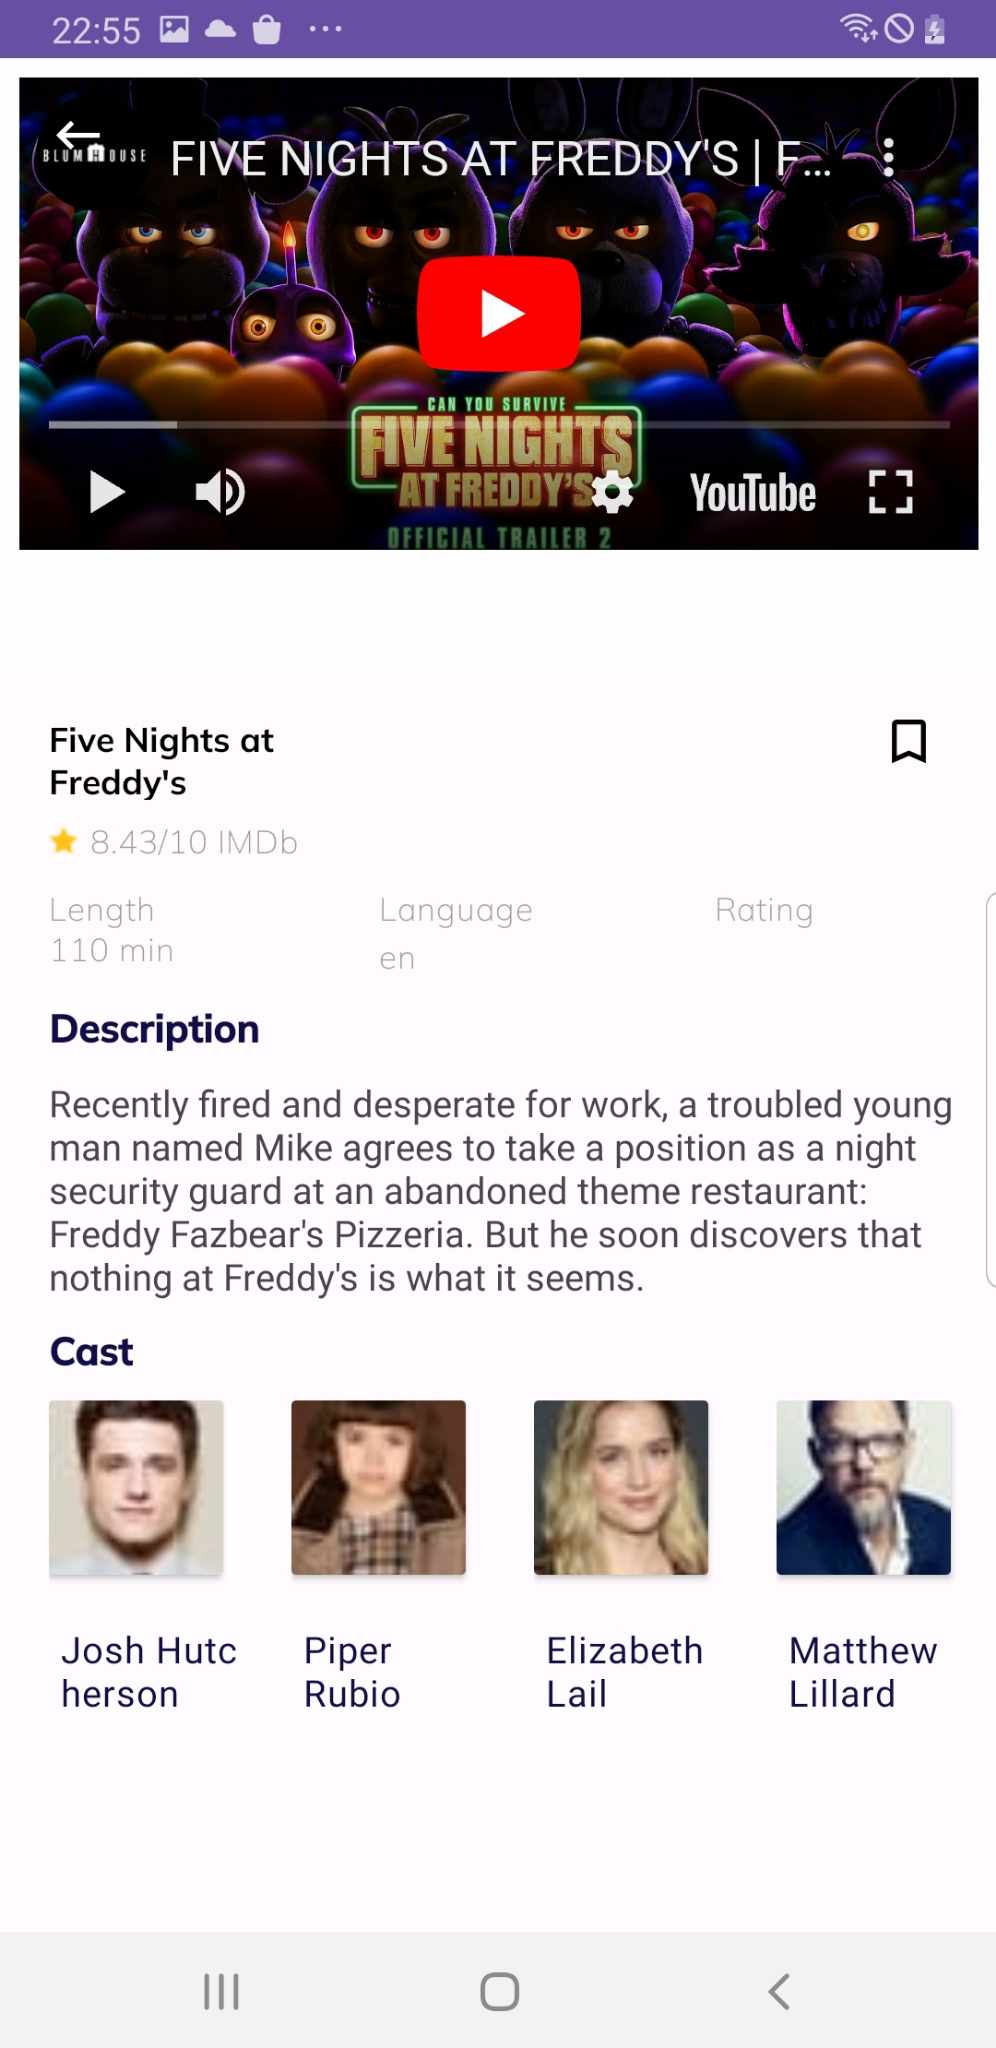 22:55
BLUMHOUSE
FIVE NIGHTS AT FREDDY'S | F...
CAN YOU SURVIVE
FIVE NIGHTS
AT FREDDY'S
OFFICIAL TRAILER 2
YouTube
Five Nights at
Freddy's
8.43/10 IMDb
Length
Language
Rating
110 min
en
Description
Recently fired and desperate for work, a troubled young
man named Mike agrees to take a position as a night
security guard at an abandoned theme restaurant:
Freddy Fazbear's Pizzeria. But he soon discovers that
nothing at Freddy's is what it seems.
Cast
Josh Hutc
herson
Piper
Rubio
Elizabeth
Lail
Matthew
Lillard